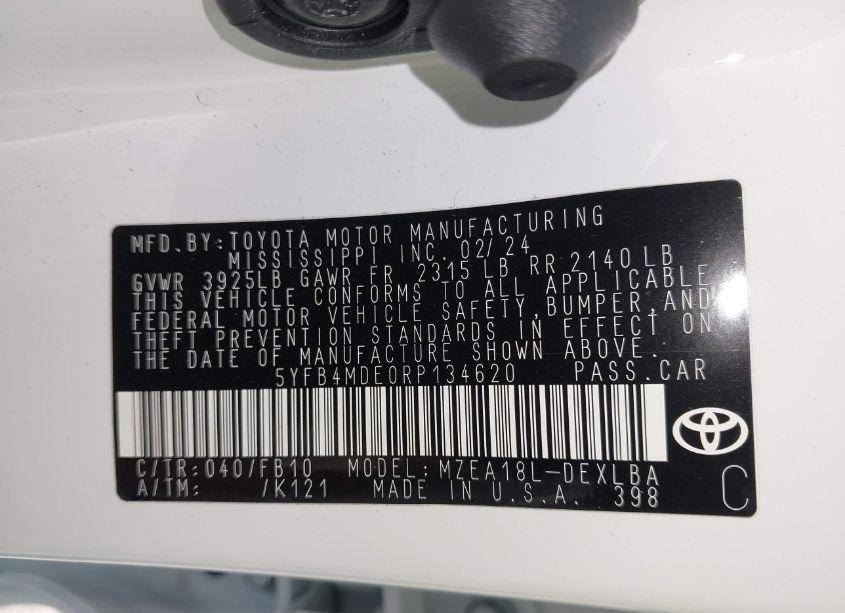 MFD.BY:TOYOTA MOTOR MANUFACTURING
MISSISSIPPI INC. 02/24
GVWR 3925LB GAWR FR 2315 LB RR 2140 LB
THIS VEHICLE CONFORMS TO ALL APPLICABLE
FEDERAL MOTOR VEHICLE SAFETY,BUMPER,AND
THEFT PREVENTION STANDARDS IN EFFECT ON
THE DATE OF MANUFACTURE SHOWN ABOVE.
5YFB4MDE0RP134620 PASS.CAR
C/TR:040/FB10 MODEL:MZEA18L-DEXLBA
A/TM: /K121 MADE IN U.S.A. 398
C